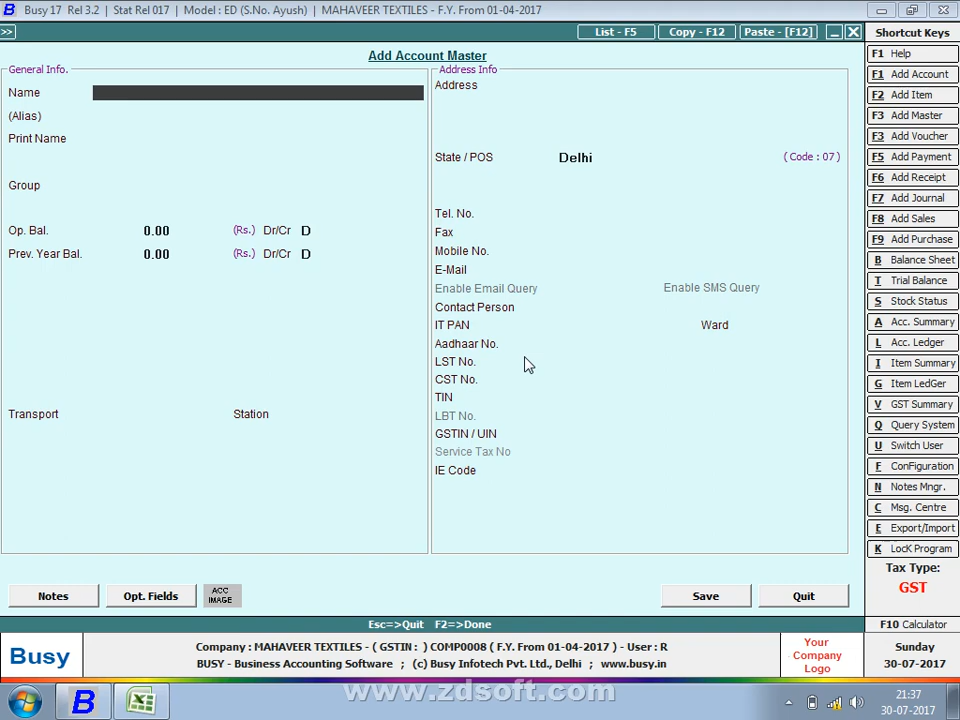 Busy 17 Rel 3.2 | Stat Rel 017 | Model : ED (S.No. Ayush) | MAHAVEER TEXTILES - F.Y. From 01-04-2017
>> List - F5 Copy - F12 Paste - [F12]
Shortcut Keys
Add Account Master
General Info.
Name
(Alias)
Print Name
Group
Op. Bal. 0.00 (Rs.) Dr/Cr D
Prev. Year Bal. 0.00 (Rs.) Dr/Cr D
Transport Station
Address Info
Address
State / POS Delhi ( Code : 07 )
Tel. No.
Fax
Mobile No.
E-Mail
Enable Email Query Enable SMS Query
Contact Person
IT PAN Ward
Aadhaar No.
LST No.
CST No.
TIN
LBT No.
GSTIN / UIN
Service Tax No
IE Code
Notes Opt. Fields ACC IMAGE Save Quit
Esc=>Quit F2=>Done
F1 Help
F1 Add Account
F2 Add Item
F3 Add Master
F3 Add Voucher
F5 Add Payment
F6 Add Receipt
F7 Add Journal
F8 Add Sales
F9 Add Purchase
B Balance Sheet
T Trial Balance
S Stock Status
A Acc. Summary
L Acc. Ledger
I Item Summary
G Item LedGer
V GST Summary
Q Query System
U Switch User
F ConFiguration
N Notes Mngr.
C Msg. Centre
E Export/Import
K LocK Program
Tax Type:
GST
F10 Calculator
Busy
Company : MAHAVEER TEXTILES - ( GSTIN : ) COMP0008 ( F.Y. From 01-04-2017 ) - User : R
BUSY - Business Accounting Software ; (c) Busy Infotech Pvt. Ltd., Delhi ; www.busy.in
Your
Company
Logo
Sunday
30-07-2017
www.zdsoft.com
21:37
30-07-2017